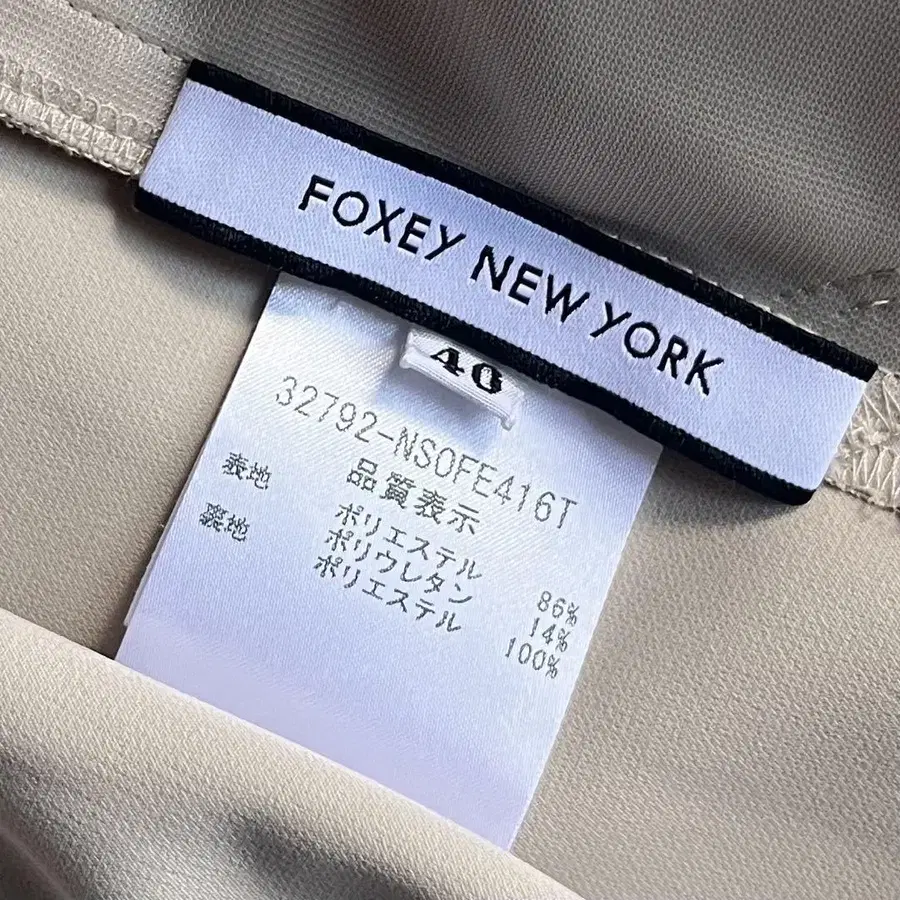 FOXEY NEW YORK
40
32792-NSOFE416T
品質表示
表地 ポリエステル 86%
ポリウレタン 14%
裏地 ポリエステル 100%